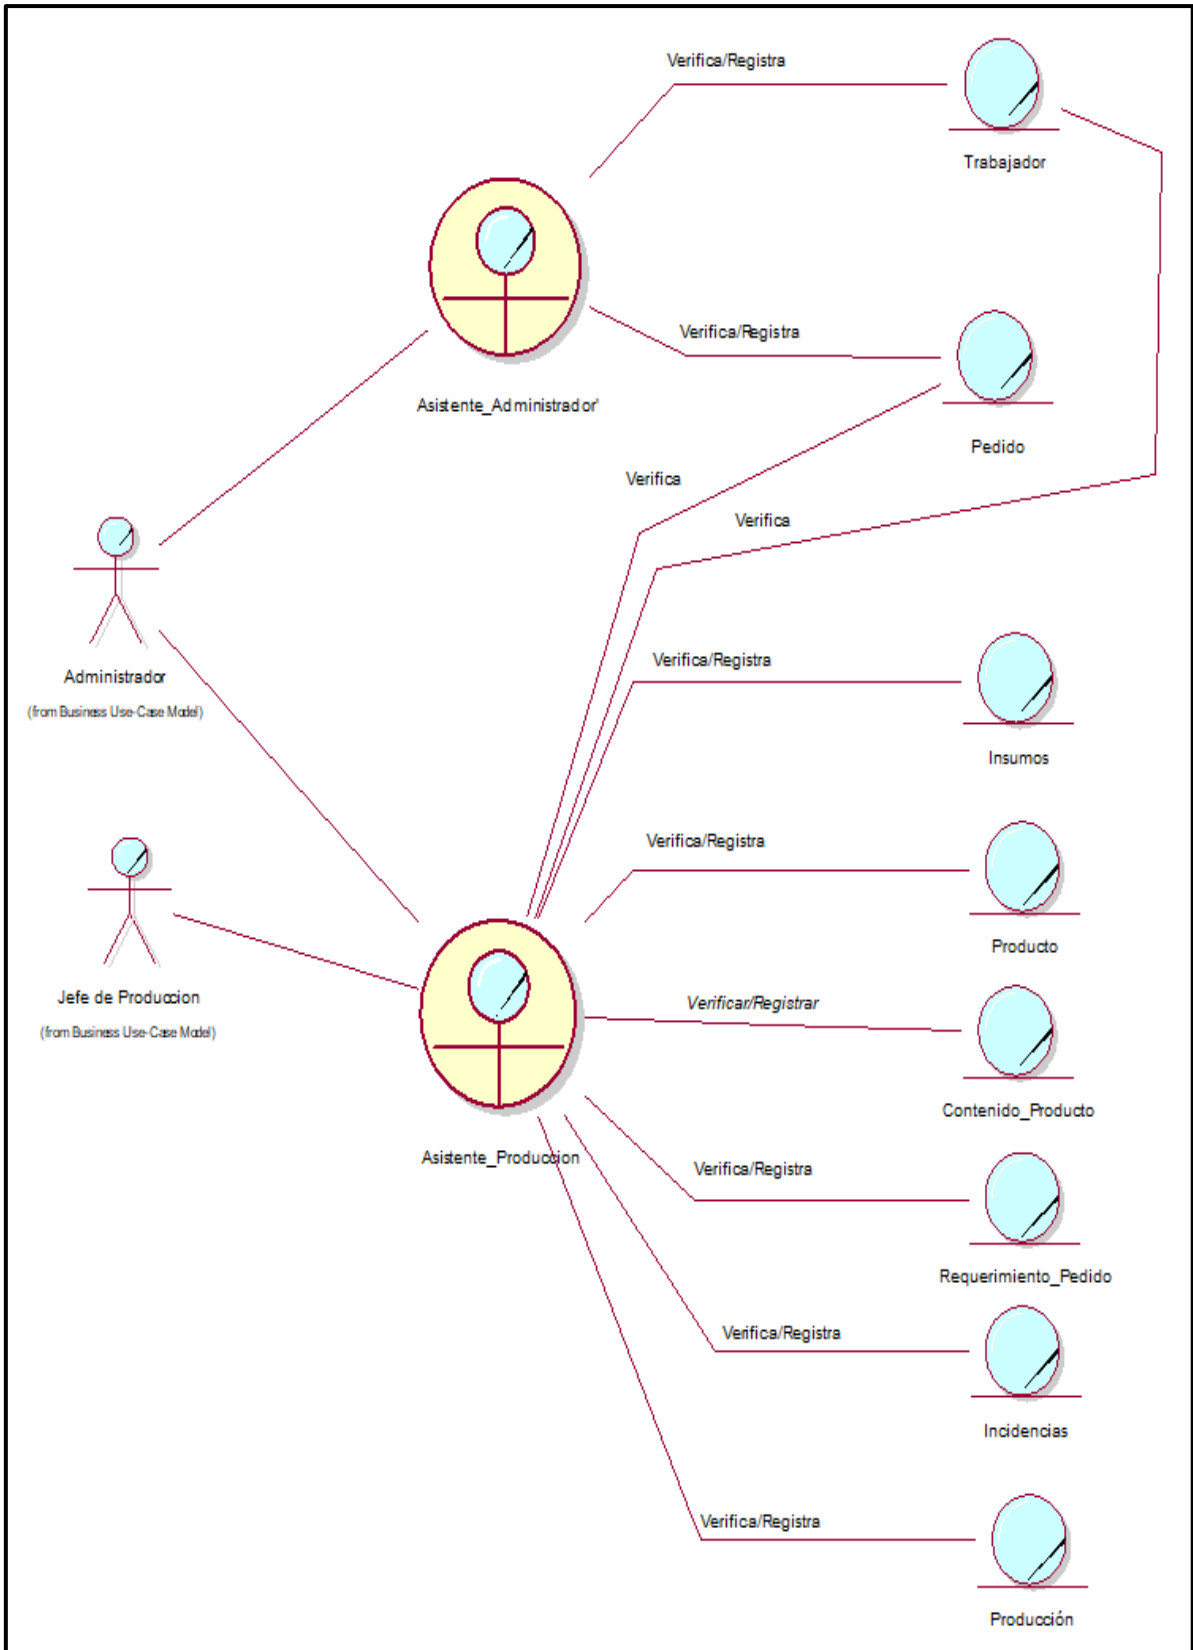 Verifica/Registra
Trabajador
Verifica/Registra
Asistente_Administrador'
Pedido
Verifica
Verifica
Administrador
(from Business Use-Case Model)
Verifica/Registra
Insumos
Verifica/Registra
Producto
Jefe de Produccion
(from Business Use-Case Model)
Verificar/Registrar
Contenido_Producto
Asistente_Produccion
Verifica/Registra
Requerimiento_Pedido
Verifica/Registra
Incidencias
Verifica/Registra
Producción